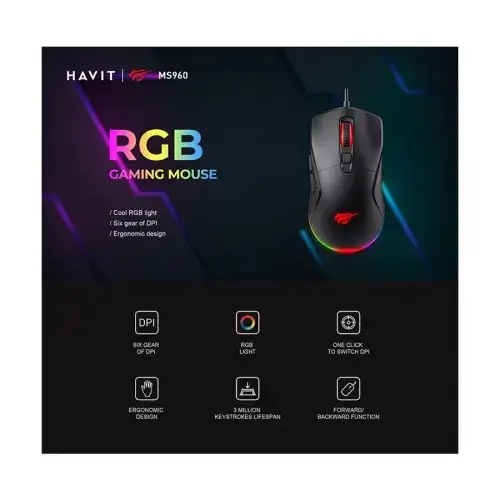 HAVIT | MS960
RGB
GAMING MOUSE
/ Cool RGB light
/ Six gear of DPI
/ Ergonomic design
DPI
SIX GEAR
OF DPI
RGB
LIGHT
ONE CLICK
TO SWITCH DPI
ERGONOMIC
DESIGN
3 MILLION
KEYSTROKES LIFESPAN
FORWARD/
BACKWARD FUNCTION